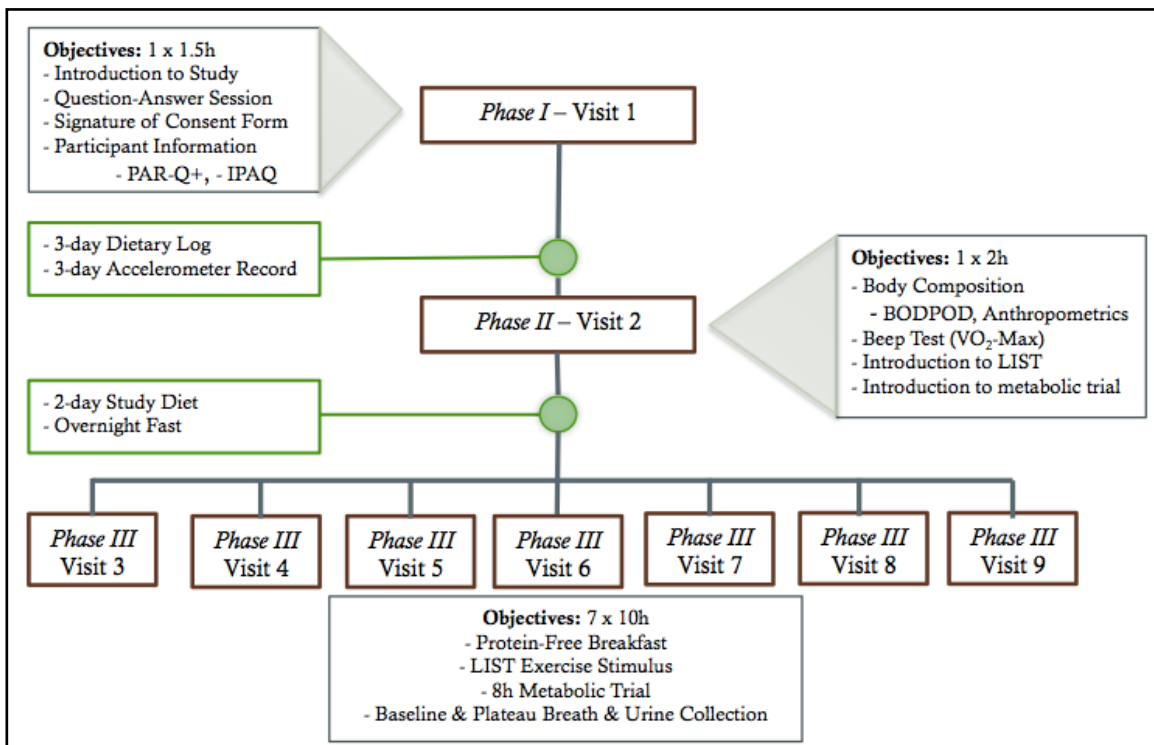 Objectives: 1 x 1.5h
- Introduction to Study
- Question-Answer Session
- Signature of Consent Form
- Participant Information
- PAR-Q+, - IPAQ
Phase I – Visit 1
- 3-day Dietary Log
- 3-day Accelerometer Record
Objectives: 1 x 2h
- Body Composition
- BODPOD, Anthropometrics
- Beep Test (VO₂-Max)
- Introduction to LIST
- Introduction to metabolic trial
Phase II – Visit 2
- 2-day Study Diet
- Overnight Fast
Phase III
Visit 3
Phase III
Visit 4
Phase III
Visit 5
Phase III
Visit 6
Phase III
Visit 7
Phase III
Visit 8
Phase III
Visit 9
Objectives: 7 x 10h
- Protein-Free Breakfast
- LIST Exercise Stimulus
- 8h Metabolic Trial
- Baseline & Plateau Breath & Urine Collection